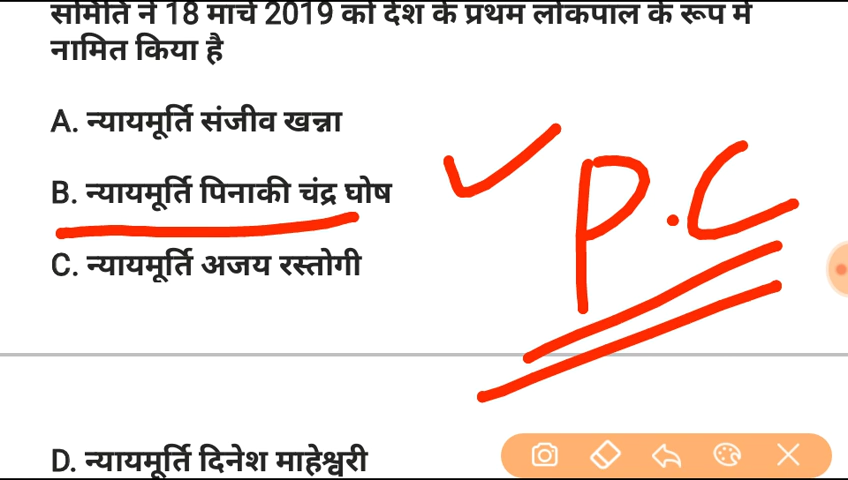 समिति ने 18 मार्च 2019 को देश के प्रथम लोकपाल के रूप में
नामित किया है
A. न्यायमूर्ति संजीव खन्ना
B. न्यायमूर्ति पिनाकी चंद्र घोष
P.C
C. न्यायमूर्ति अजय रस्तोगी
D. न्यायमूर्ति दिनेश माहेश्वरी